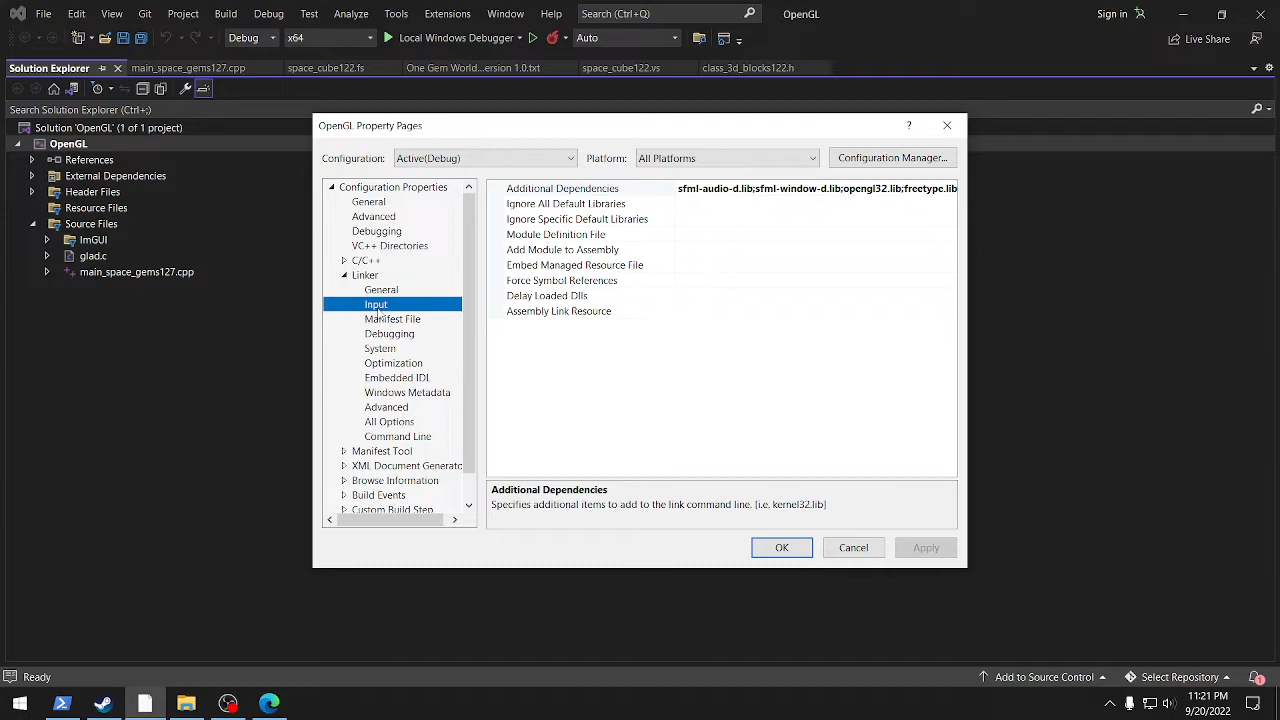 File Edit View Git Project Build Debug Test Analyze Tools Extensions Window Help Search (Ctrl+Q) OpenGL Sign in
Debug x64 Local Windows Debugger Auto Live Share
Solution Explorer main_space_gems127.cpp space_cube122.fs One Gem World...ersion 1.0.txt space_cube122.vs class_3d_blocks122.h
Search Solution Explorer (Ctrl+;)
Solution 'OpenGL' (1 of 1 project)
OpenGL
References
External Dependencies
Header Files
Resource Files
Source Files
ImGUI
glad.c
main_space_gems127.cpp
OpenGL Property Pages
?
Configuration: Active(Debug) Platform: All Platforms Configuration Manager...
Configuration Properties
General
Advanced
Debugging
VC++ Directories
C/C++
Linker
General
Input
Manifest File
Debugging
System
Optimization
Embedded IDL
Windows Metadata
Advanced
All Options
Command Line
Manifest Tool
XML Document Generato
Browse Information
Build Events
Custom Build Step
Additional Dependencies sfml-audio-d.lib;sfml-window-d.lib;opengl32.lib;freetype.lib
Ignore All Default Libraries
Ignore Specific Default Libraries
Module Definition File
Add Module to Assembly
Embed Managed Resource File
Force Symbol References
Delay Loaded Dlls
Assembly Link Resource
Additional Dependencies
Specifies additional items to add to the link command line. [i.e. kernel32.lib]
OK Cancel Apply
Ready Add to Source Control Select Repository 1
11:21 PM
9/20/2022